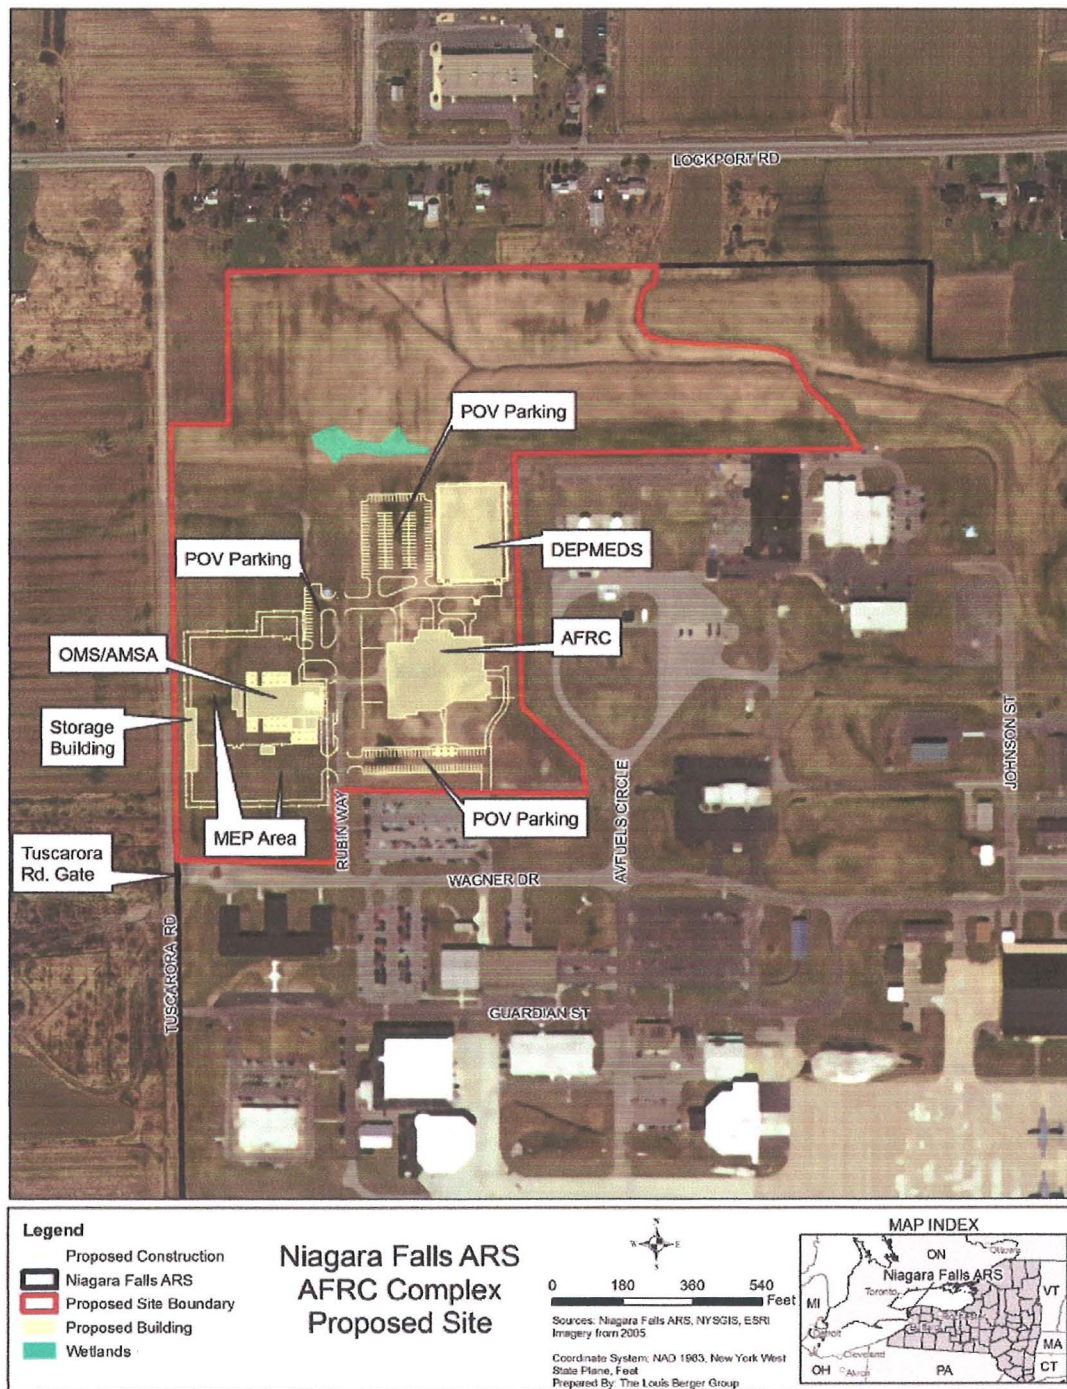 LOCKPORT RD
POV Parking
DEPMEDS
POV Parking
AFRC
OMS/AMSA
Storage
Building
JOHNSON ST
AVFUELS CIRCLE
RUBIN WAY
POV Parking
MEP Area
Tuscarora
Rd. Gate
WAGNER DR
TUSCARORA RD
GUARDIAN ST
Legend
Proposed Construction
Niagara Falls ARS
Proposed Site Boundary
Proposed Building
Wetlands
Niagara Falls ARS
AFRC Complex
Proposed Site
N
W
E
S
0 180 360 540
Feet
Sources: Niagara Falls ARS, NYSGIS, ESRI
Imagery from 2005
Coordinate System: NAD 1983, New York West
State Plane, Feet
Prepared By: The Louis Berger Group
MAP INDEX
ON
Ottawa
Niagara Falls ARS
Toronto
VT
MI
Detroit
Cleveland
MA
OH
Akron
PA
CT